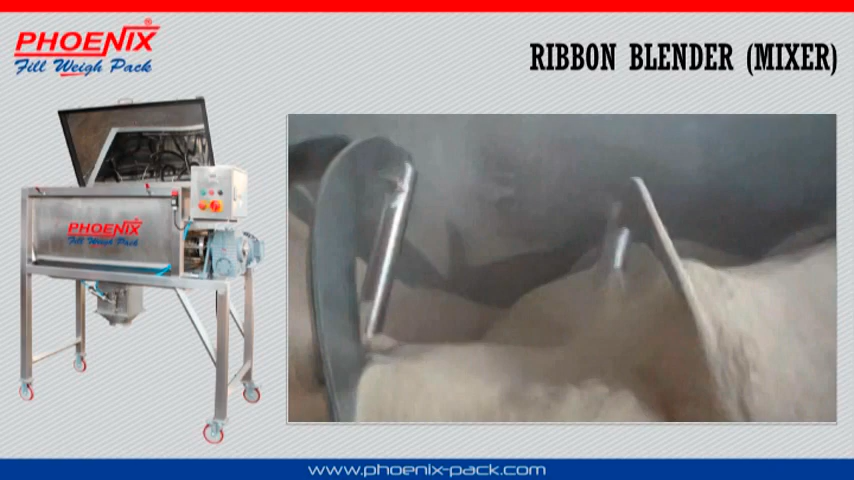 PHOENIX®
Fill Weigh Pack
RIBBON BLENDER (MIXER)
PHOENIX
Fill Weigh Pack
www.phoenix-pack.com